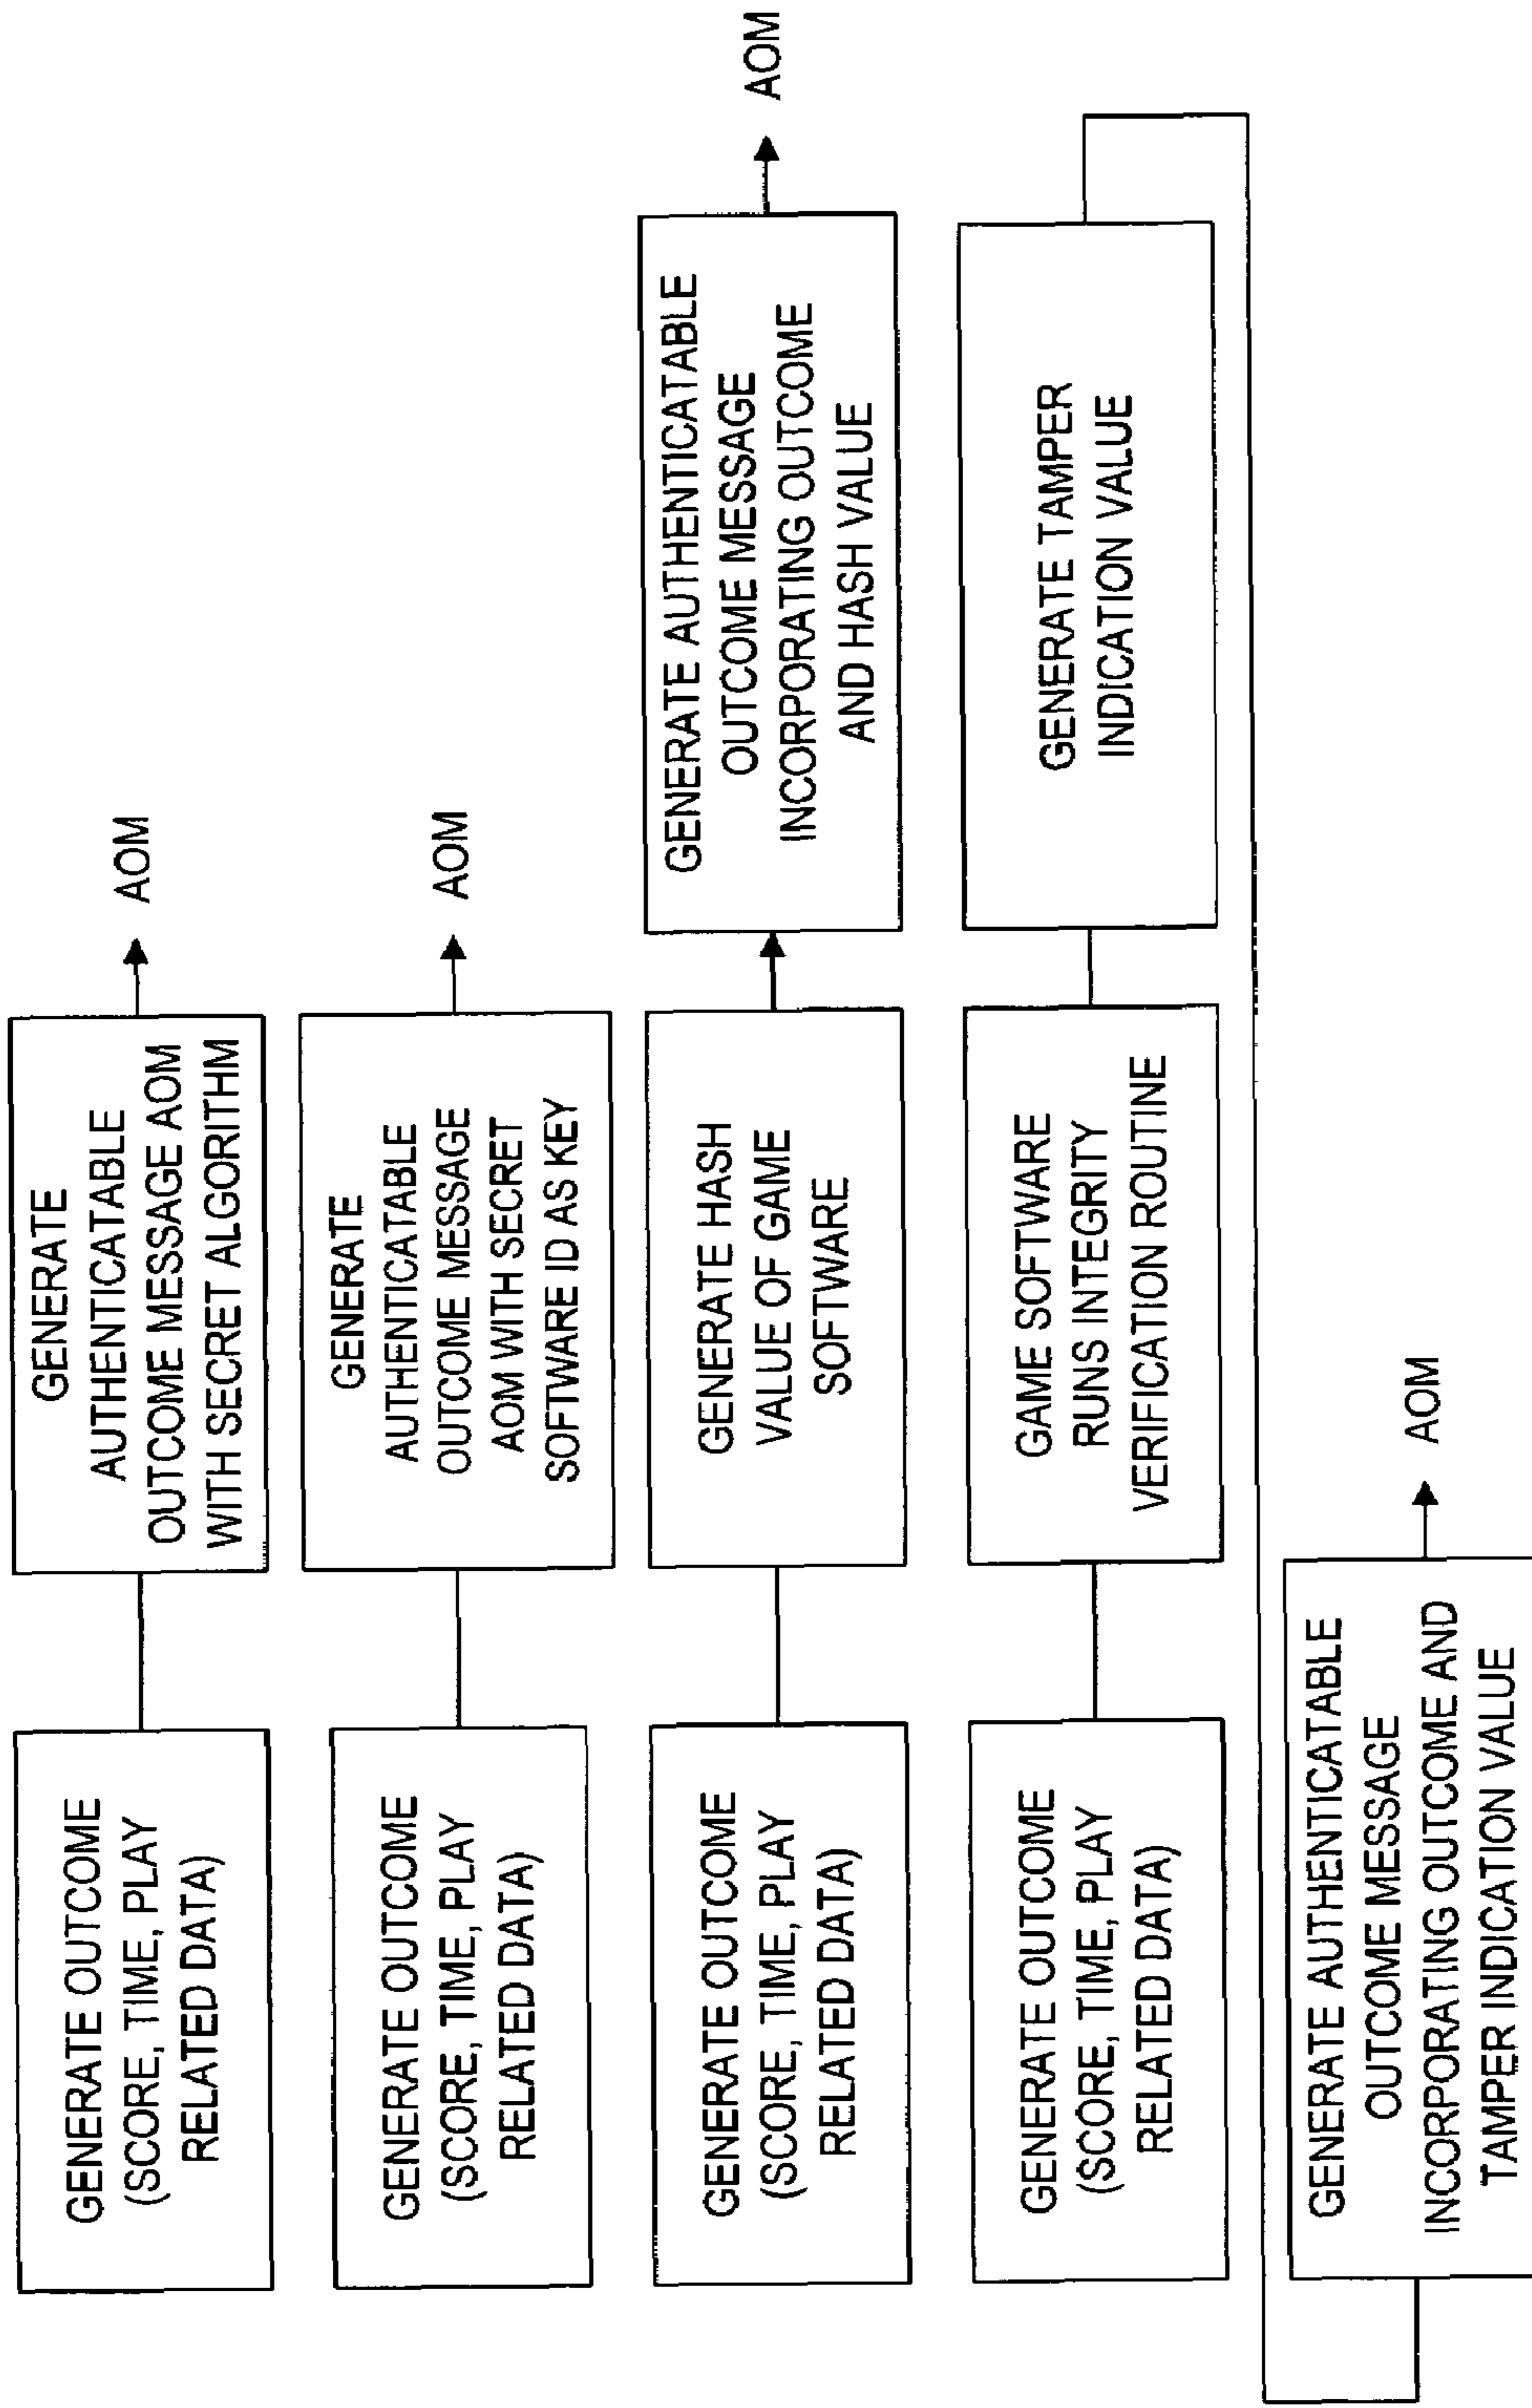 GENERATE OUTCOME
(SCORE, TIME, PLAY
RELATED DATA)
GENERATE
AUTHENTICATABLE
OUTCOME MESSAGE AOM
WITH SECRET ALGORITHM
AOM
GENERATE OUTCOME
(SCORE, TIME, PLAY
RELATED DATA)
GENERATE
AUTHENTICATABLE
OUTCOME MESSAGE
AOM WITH SECRET
SOFTWARE ID AS KEY
AOM
GENERATE OUTCOME
(SCORE, TIME, PLAY
RELATED DATA)
GENERATE HASH
VALUE OF GAME
SOFTWARE
GENERATE AUTHENTICATABLE
OUTCOME MESSAGE
INCORPORATING OUTCOME
AND HASH VALUE
AOM
GENERATE OUTCOME
(SCORE, TIME, PLAY
RELATED DATA)
GAME SOFTWARE
RUNS INTEGRITY
VERIFICATION ROUTINE
GENERATE TAMPER
INDICATION VALUE
GENERATE AUTHENTICATABLE
OUTCOME MESSAGE
INCORPORATING OUTCOME AND
TAMPER INDICATION VALUE
AOM